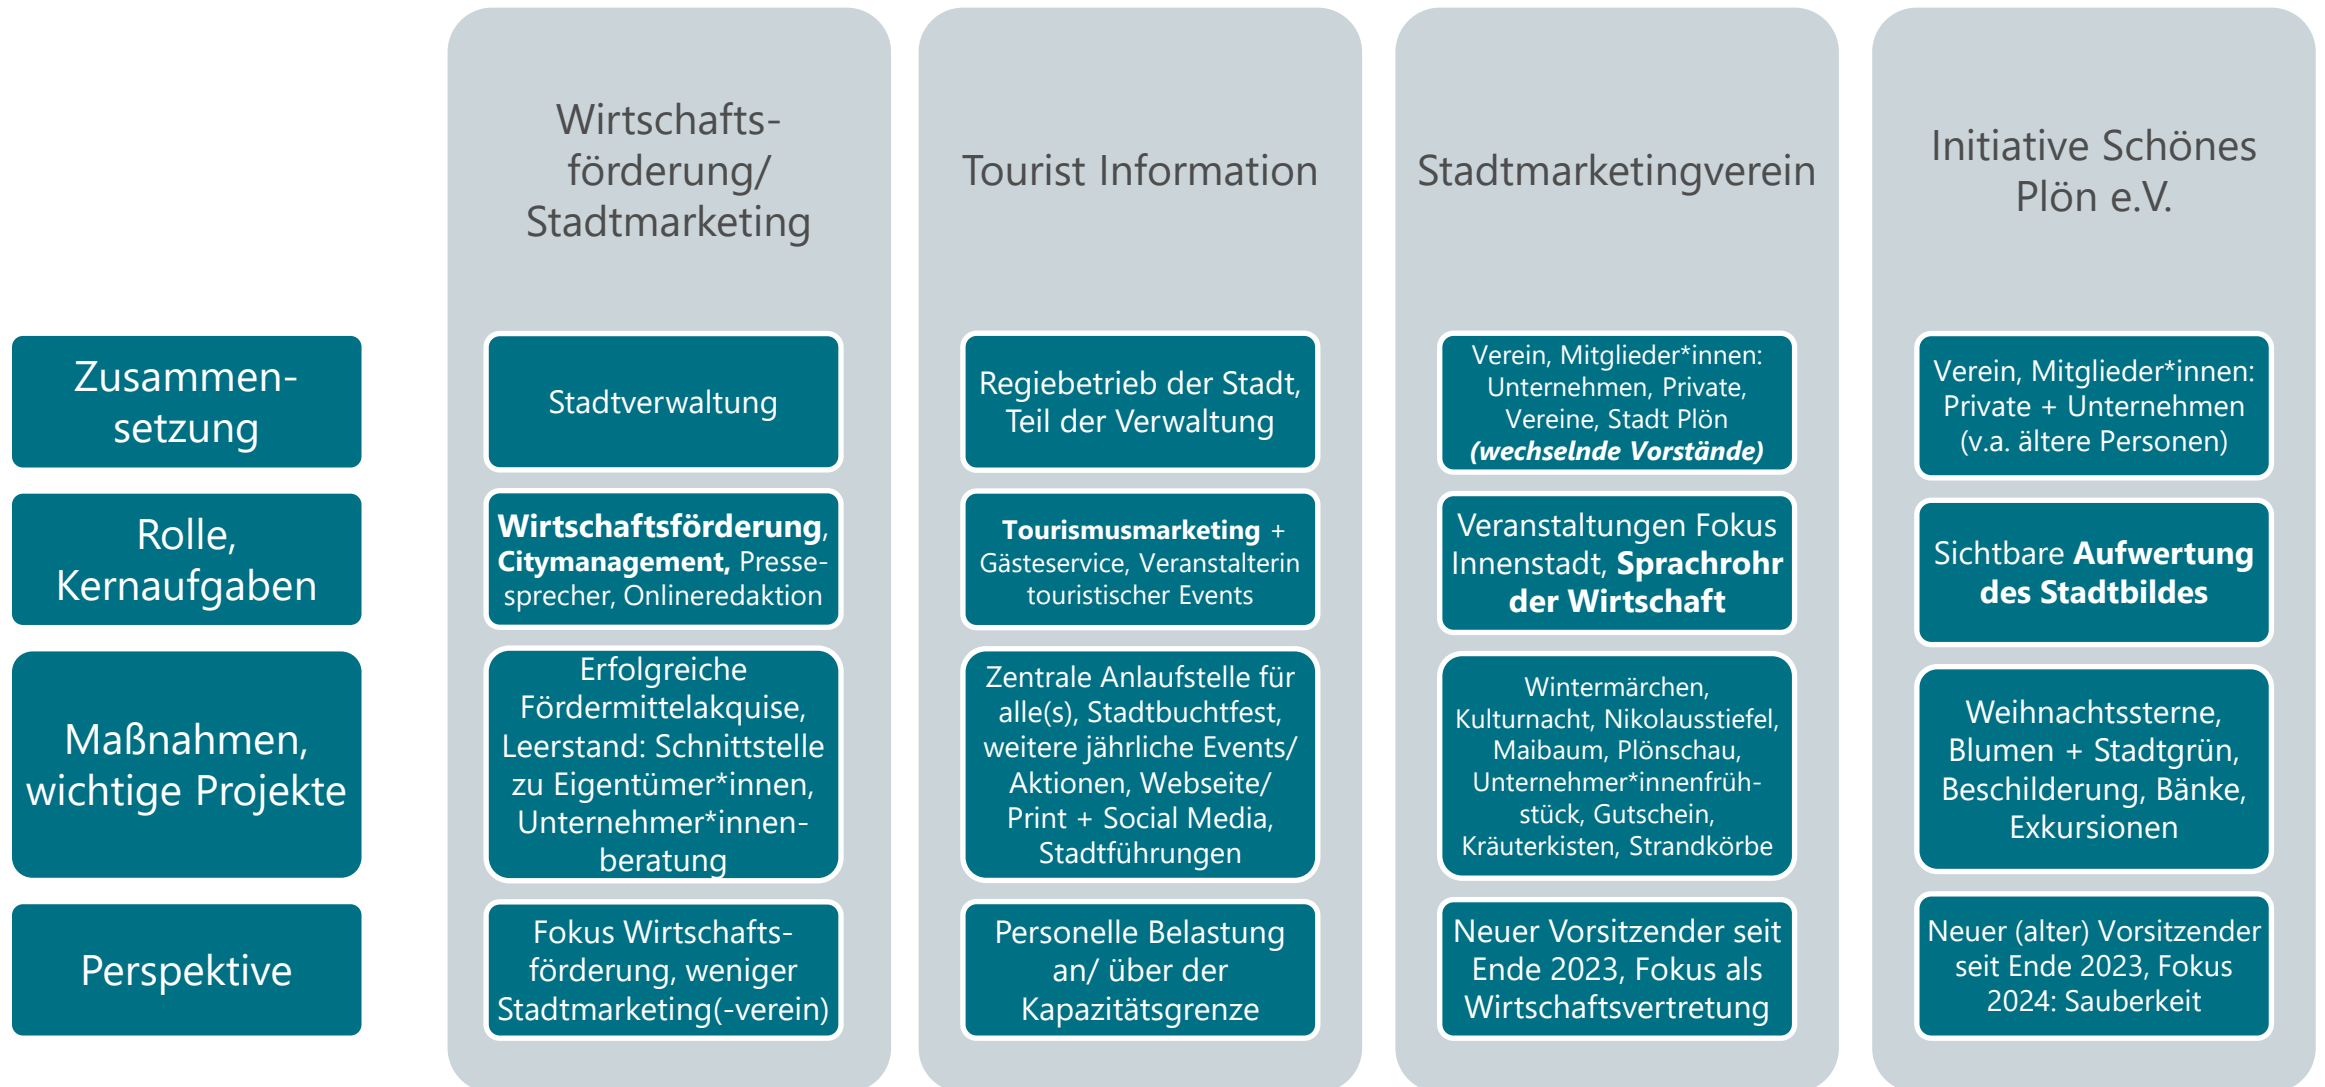 Wirtschafts-
förderung/
Stadtmarketing
Tourist Information
Stadtmarketingverein
Initiative Schönes
Plön e.V.
Zusammen-
setzung
Stadtverwaltung
Regiebetrieb der Stadt,
Teil der Verwaltung
Verein, Mitglieder*innen:
Unternehmen, Private,
Vereine, Stadt Plön
(wechselnde Vorstände)
Verein, Mitglieder*innen:
Private + Unternehmen
(v.a. ältere Personen)
Rolle,
Kernaufgaben
Wirtschaftsförderung,
Citymanagement, Presse-
sprecher, Onlineredaktion
Tourismusmarketing +
Gästeservice, Veranstalterin
touristischer Events
Veranstaltungen Fokus
Innenstadt, Sprachrohr
der Wirtschaft
Sichtbare Aufwertung
des Stadtbildes
Maßnahmen,
wichtige Projekte
Erfolgreiche
Fördermittelakquise,
Leerstand: Schnittstelle
zu Eigentümer*innen,
Unternehmer*innen-
beratung
Zentrale Anlaufstelle für
alle(s), Stadtbuchtfest,
weitere jährliche Events/
Aktionen, Webseite/
Print + Social Media,
Stadtführungen
Wintermärchen,
Kulturnacht, Nikolausstiefel,
Maibaum, Plönschau,
Unternehmer*innenfrüh-
stück, Gutschein,
Kräuterkisten, Strandkörbe
Weihnachtssterne,
Blumen + Stadtgrün,
Beschilderung, Bänke,
Exkursionen
Perspektive
Fokus Wirtschafts-
förderung, weniger
Stadtmarketing(-verein)
Personelle Belastung
an/ über der
Kapazitätsgrenze
Neuer Vorsitzender seit
Ende 2023, Fokus als
Wirtschaftsvertretung
Neuer (alter) Vorsitzender
seit Ende 2023, Fokus
2024: Sauberkeit